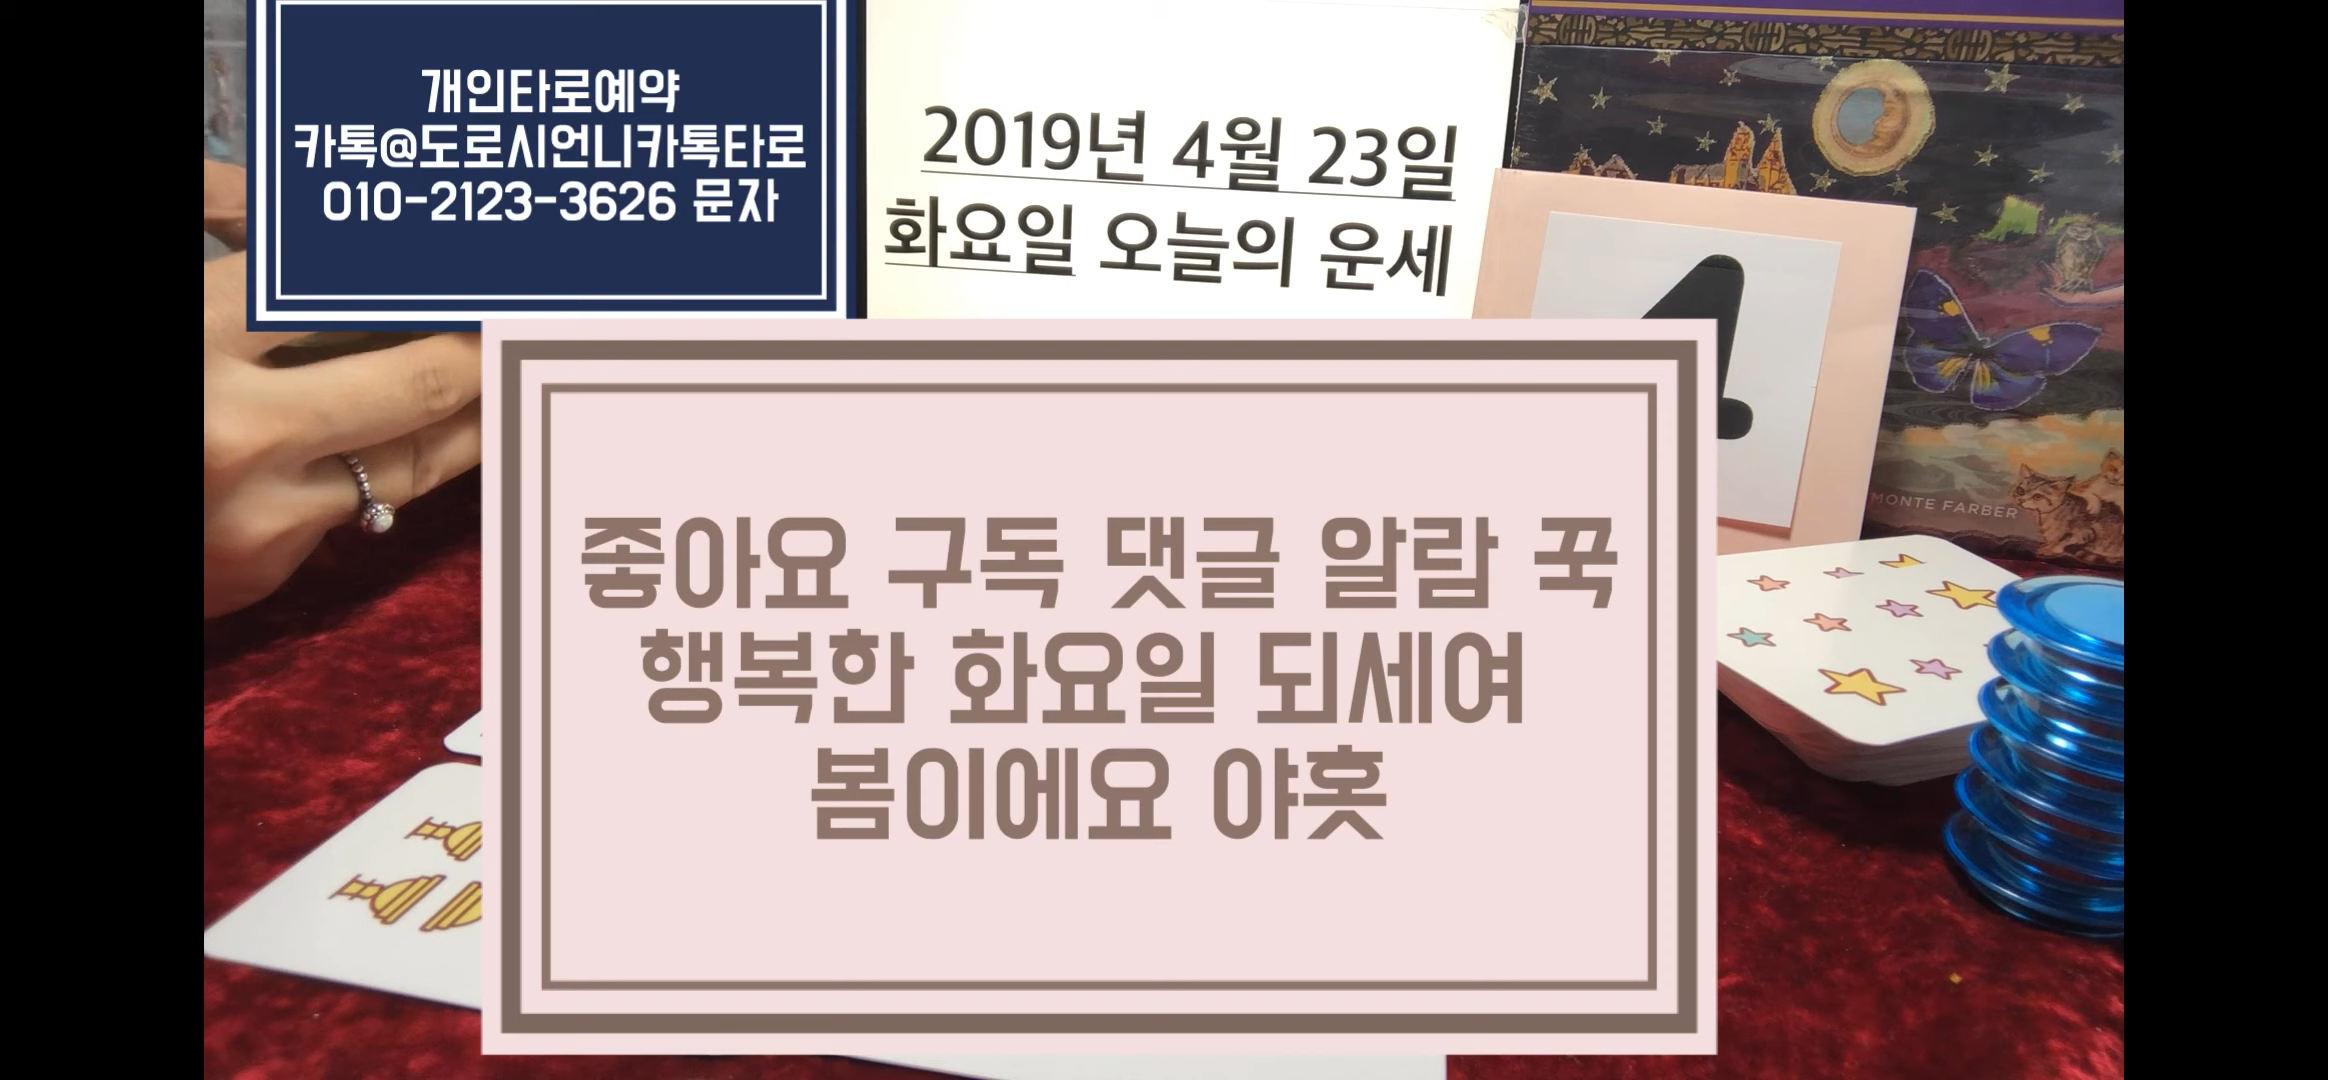 개인타로예약
카톡@도로시언니카톡타로
010-2123-3626 문자
2019년 4월 23일
화요일 오늘의 운세
MONTE FARBER
좋아요 구독 댓글 알람 꾹
행복한 화요일 되세여
봄이에요 야홋